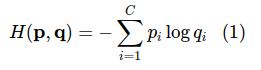 H(p, q) = − ∑_{i=1}^{C} p_i log q_i (1)